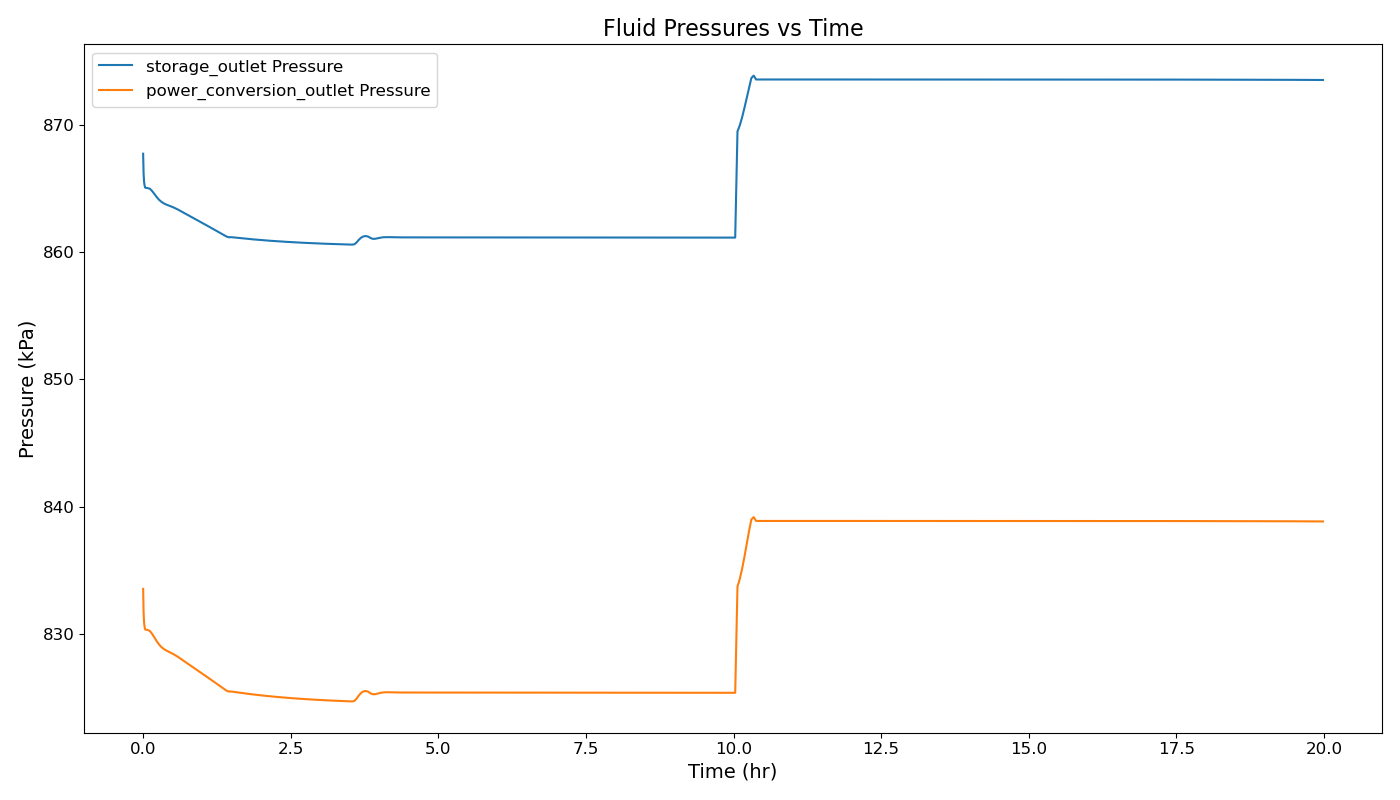 Fluid Pressures vs Time
storage_outlet Pressure
power_conversion_outlet Pressure
Pressure (kPa)
870
860
850
840
830
0.0 2.5 5.0 7.5 10.0 12.5 15.0 17.5 20.0
Time (hr)